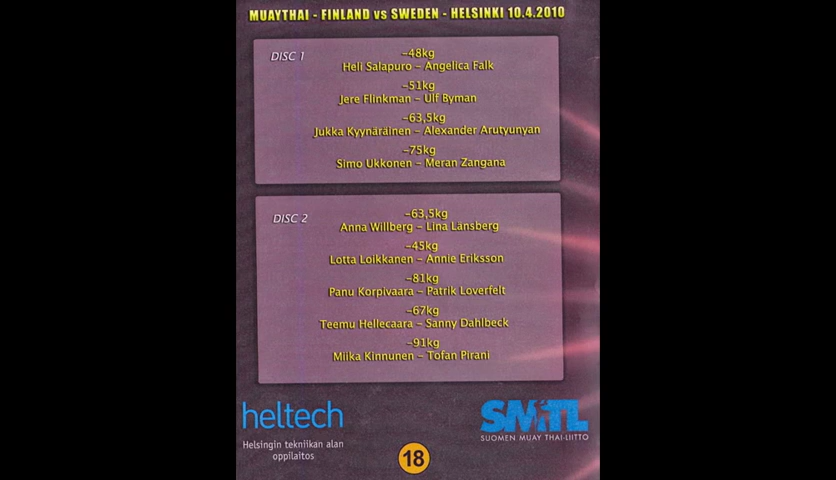 MUAYTHAI - FINLAND vs SWEDEN - HELSINKI 10.4.2010
DISC 1
-48kg
Heli Salapuro - Angelica Falk
-51kg
Jere Flinkman - Ulf Byman
-63,5kg
Jukka Kyynäräinen - Alexander Arutyunyan
-75kg
Simo Ukkonen - Meran Zangana
DISC 2
-63,5kg
Anna Willberg - Lina Länsberg
-45kg
Lotta Loikkanen - Annie Eriksson
-81kg
Panu Korpivaara - Patrik Loverfelt
-67kg
Teemu Hellecaara - Sanny Dahlbeck
-91kg
Miika Kinnunen - Tofan Pirani
heltech
Helsingin tekniikan alan
oppilaitos
18
SMTL
SUOMEN MUAY THAI-LIITTO